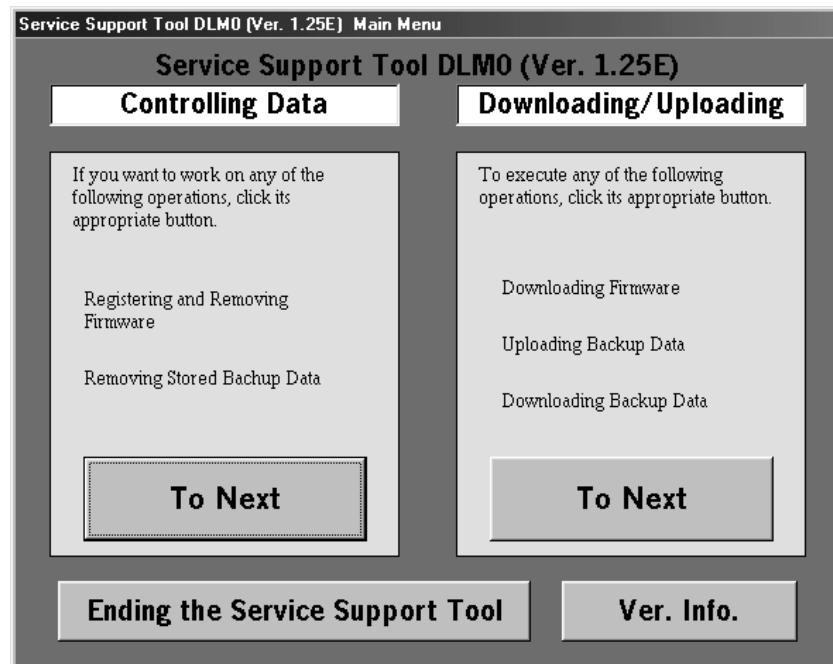 Service Support Tool DLM0 (Ver. 1.25E) Main Menu
Service Support Tool DLM0 (Ver. 1.25E)
Controlling Data
If you want to work on any of the
following operations, click its
appropriate button.
Registering and Removing
Firmware
Removing Stored Bachup Data
To Next
Downloading/Uploading
To execute any of the following
operations, click its appropriate button.
Downloading Firmware
Uploading Backup Data
Downloading Backup Data
To Next
Ending the Service Support Tool
Ver. Info.